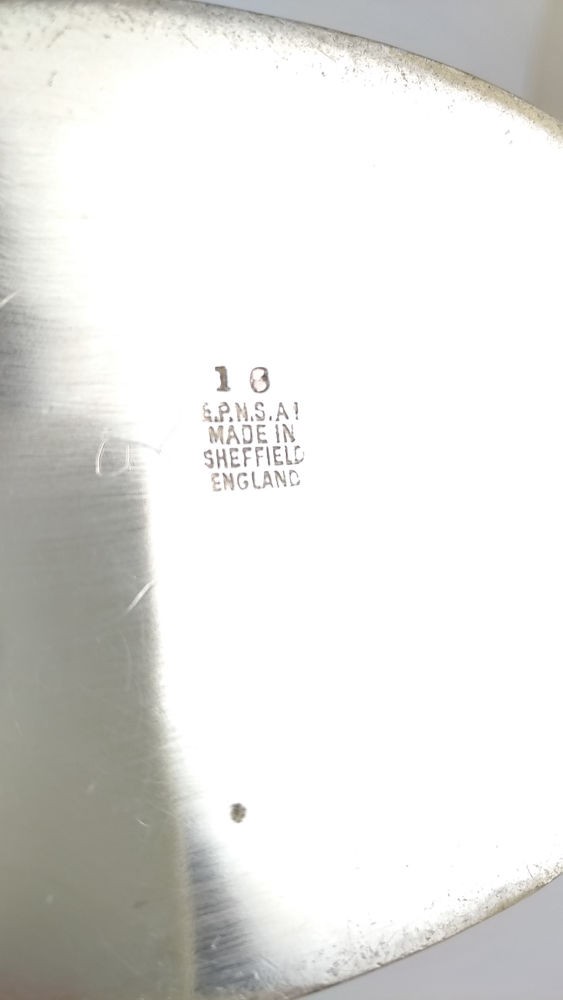 18
E.P.N.S.A1
MADE IN
SHEFFIELD
ENGLAND